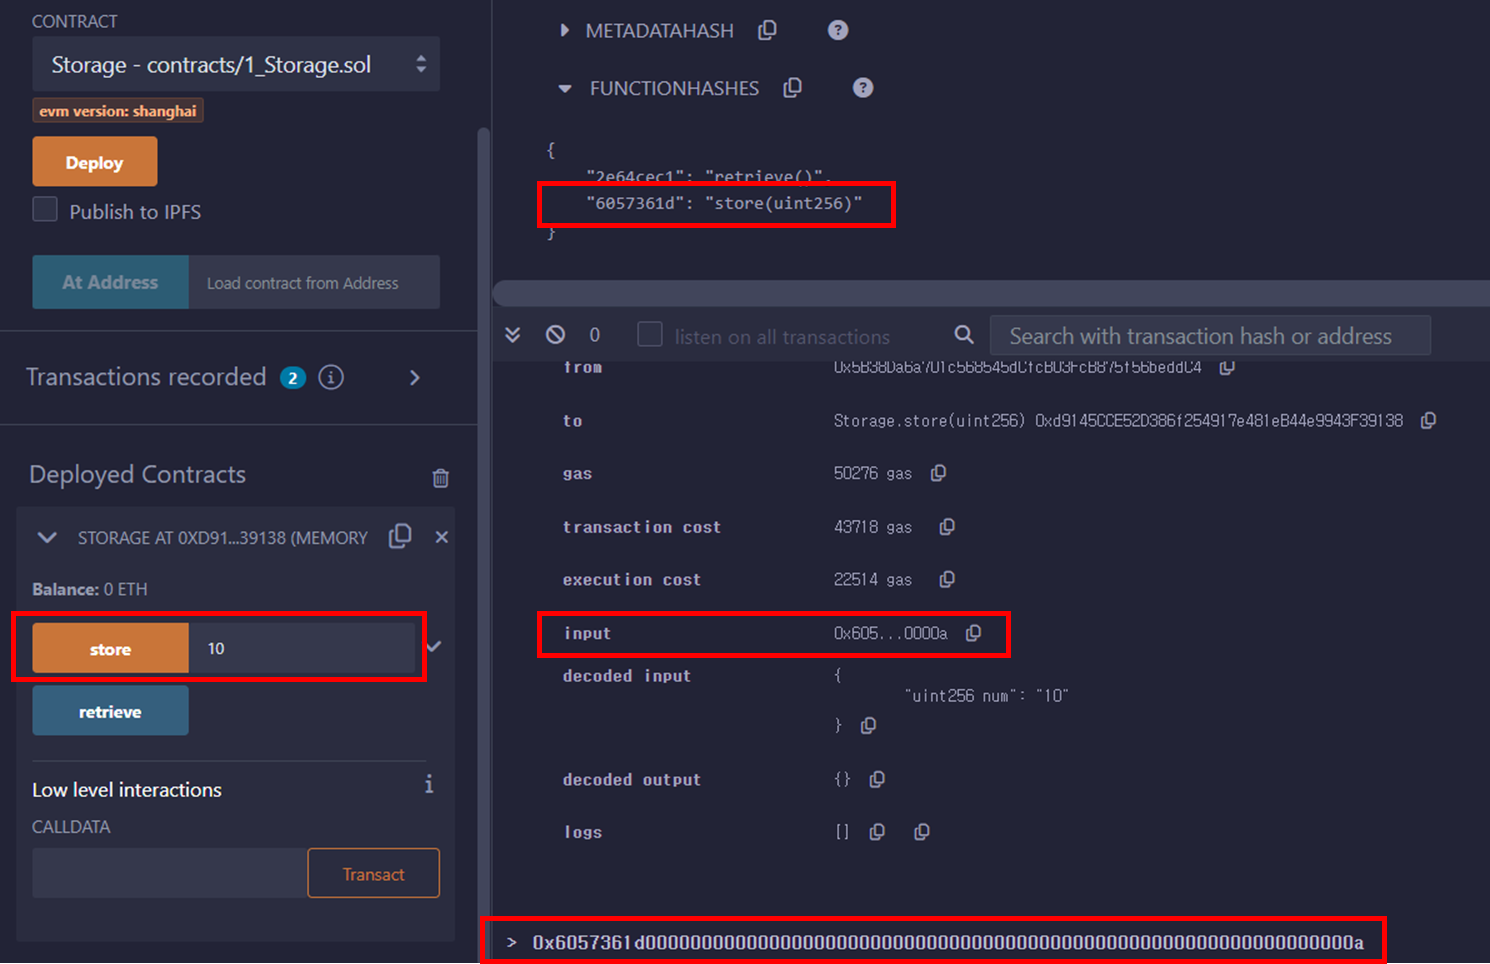 CONTRACT
Storage - contracts/1_Storage.sol
evm version: shanghai
Deploy
Publish to IPFS
At Address
Load contract from Address
Transactions recorded 2
Deployed Contracts
STORAGE AT 0XD91...39138 (MEMORY
Balance: 0 ETH
store 10
retrieve
Low level interactions
CALLDATA
Transact
METADATAHASH
FUNCTIONHASHES
{
"2e64cec1": "retrieve()",
"6057361d": "store(uint256)"
}
0
listen on all transactions
Search with transaction hash or address
from 0x5B38Da6a701c568545dCfcB03FcB875f56beddC4
to Storage.store(uint256) 0xd9145CCE52D386f254917e481eB44e9943F39138
gas 50276 gas
transaction cost 43718 gas
execution cost 22514 gas
input 0x605...0000a
decoded input {
"uint256 num": "10"
}
decoded output {}
logs []
> 0x6057361d000000000000000000000000000000000000000000000000000000000000000a